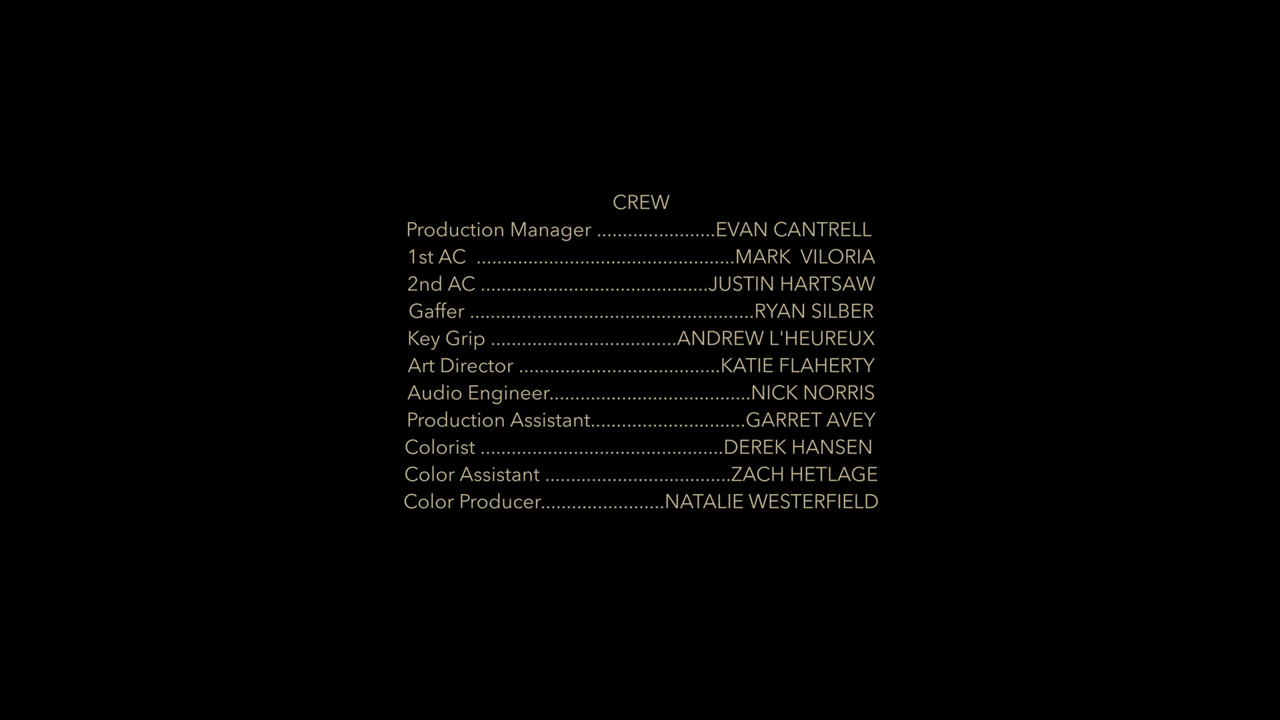 CREW
Production Manager .......................EVAN CANTRELL
1st AC ..................................................MARK VILORIA
2nd AC ............................................JUSTIN HARTSAW
Gaffer .......................................................RYAN SILBER
Key Grip ....................................ANDREW L'HEUREUX
Art Director .......................................KATIE FLAHERTY
Audio Engineer.......................................NICK NORRIS
Production Assistant..............................GARRET AVEY
Colorist ...............................................DEREK HANSEN
Color Assistant ....................................ZACH HETLAGE
Color Producer........................NATALIE WESTERFIELD